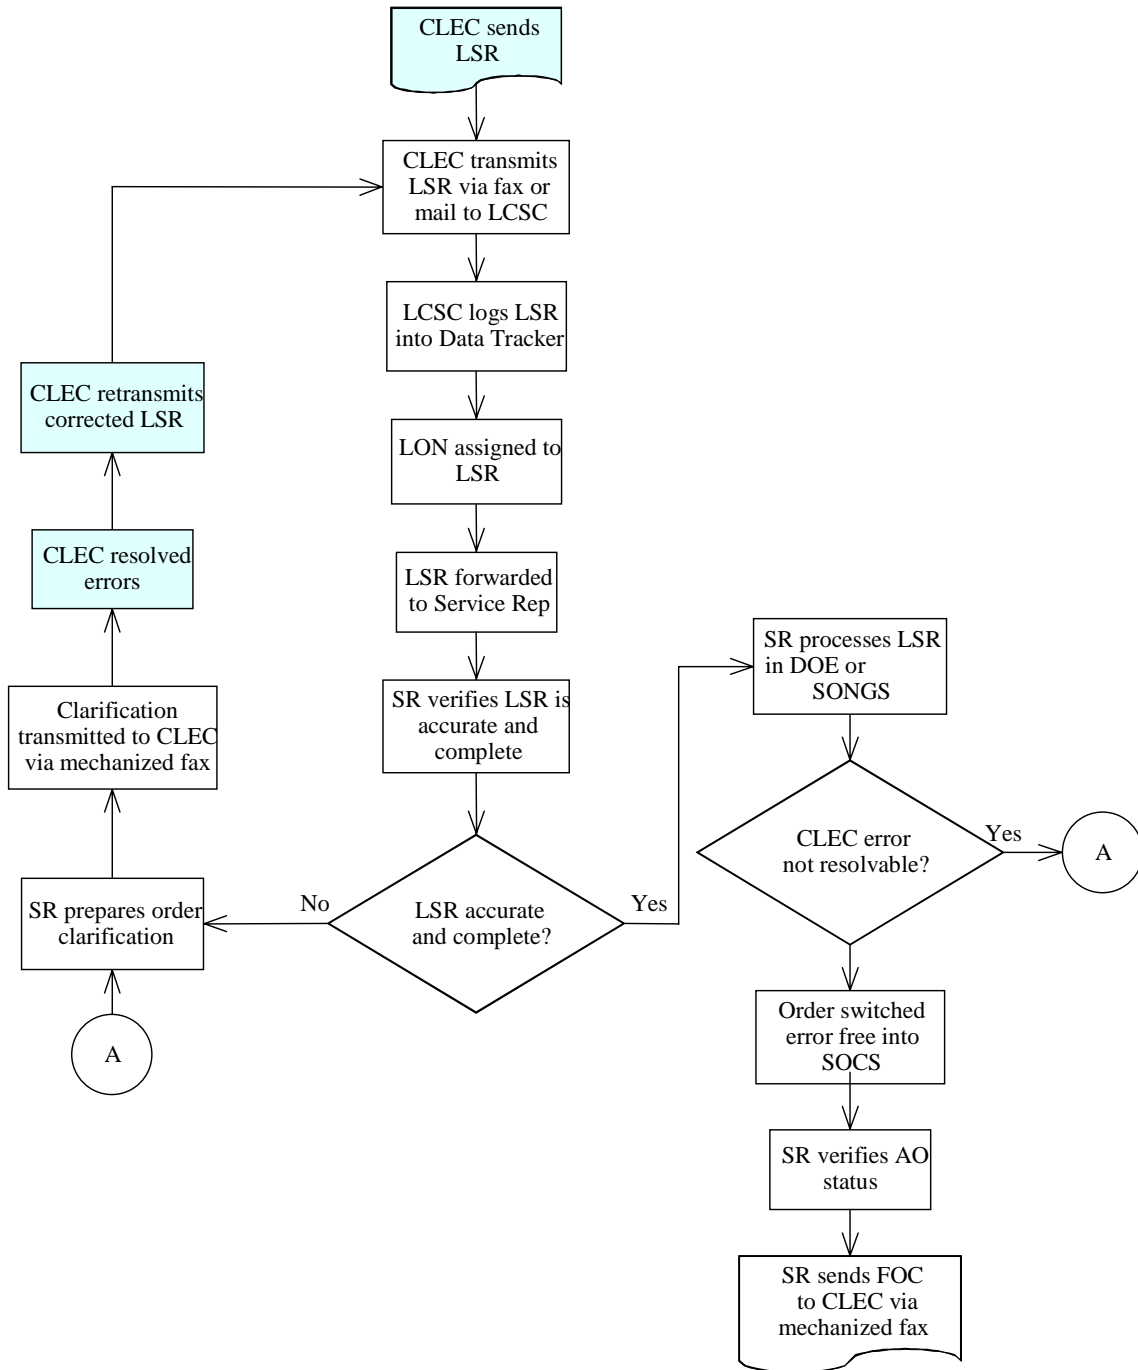 CLEC sends
LSR
CLEC transmits
LSR via fax or
mail to LCSC
LCSC logs LSR
into Data Tracker
CLEC retransmits
corrected LSR
LON assigned to
LSR
CLEC resolved
errors
LSR forwarded
to Service Rep
SR processes LSR
in DOE or
SONGS
Clarification
transmitted to CLEC
via mechanized fax
SR verifies LSR is
accurate and
complete
CLEC error
not resolvable?
Yes
A
SR prepares order
clarification
No
LSR accurate
and complete?
Yes
A
Order switched
error free into
SOCS
SR verifies AO
status
SR sends FOC
to CLEC via
mechanized fax